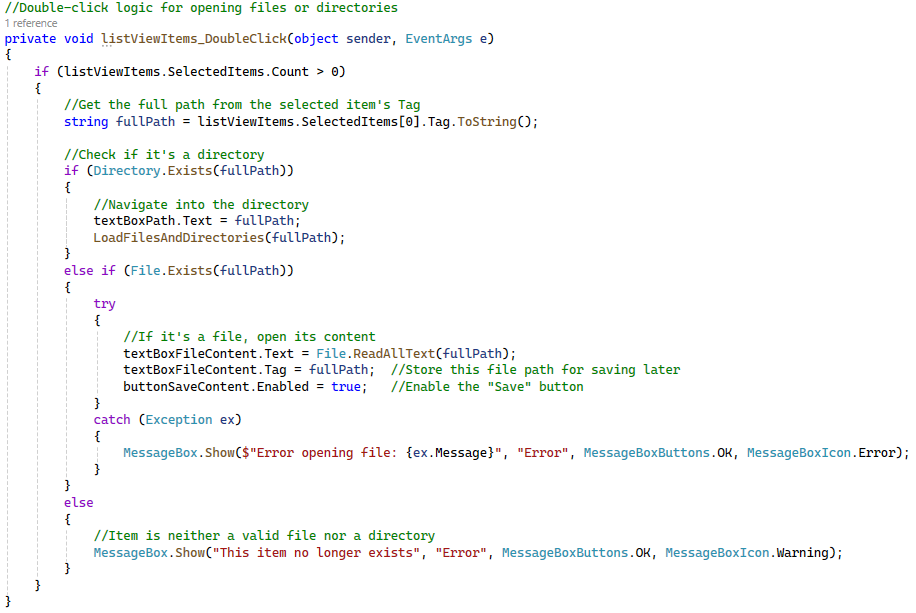 //Double-click logic for opening files or directories
1 reference
private void listViewItems_DoubleClick(object sender, EventArgs e)
{
    if (listViewItems.SelectedItems.Count > 0)
    {
        //Get the full path from the selected item's Tag
        string fullPath = listViewItems.SelectedItems[0].Tag.ToString();

        //Check if it's a directory
        if (Directory.Exists(fullPath))
        {
            //Navigate into the directory
            textBoxPath.Text = fullPath;
            LoadFilesAndDirectories(fullPath);
        }
        else if (File.Exists(fullPath))
        {
            try
            {
                //If it's a file, open its content
                textBoxFileContent.Text = File.ReadAllText(fullPath);
                textBoxFileContent.Tag = fullPath;  //Store this file path for saving later
                buttonSaveContent.Enabled = true;   //Enable the "Save" button
            }
            catch (Exception ex)
            {
                MessageBox.Show($"Error opening file: {ex.Message}", "Error", MessageBoxButtons.OK, MessageBoxIcon.Error);
            }
        }
        else
        {
            //Item is neither a valid file nor a directory
            MessageBox.Show("This item no longer exists", "Error", MessageBoxButtons.OK, MessageBoxIcon.Warning);
        }
    }
}